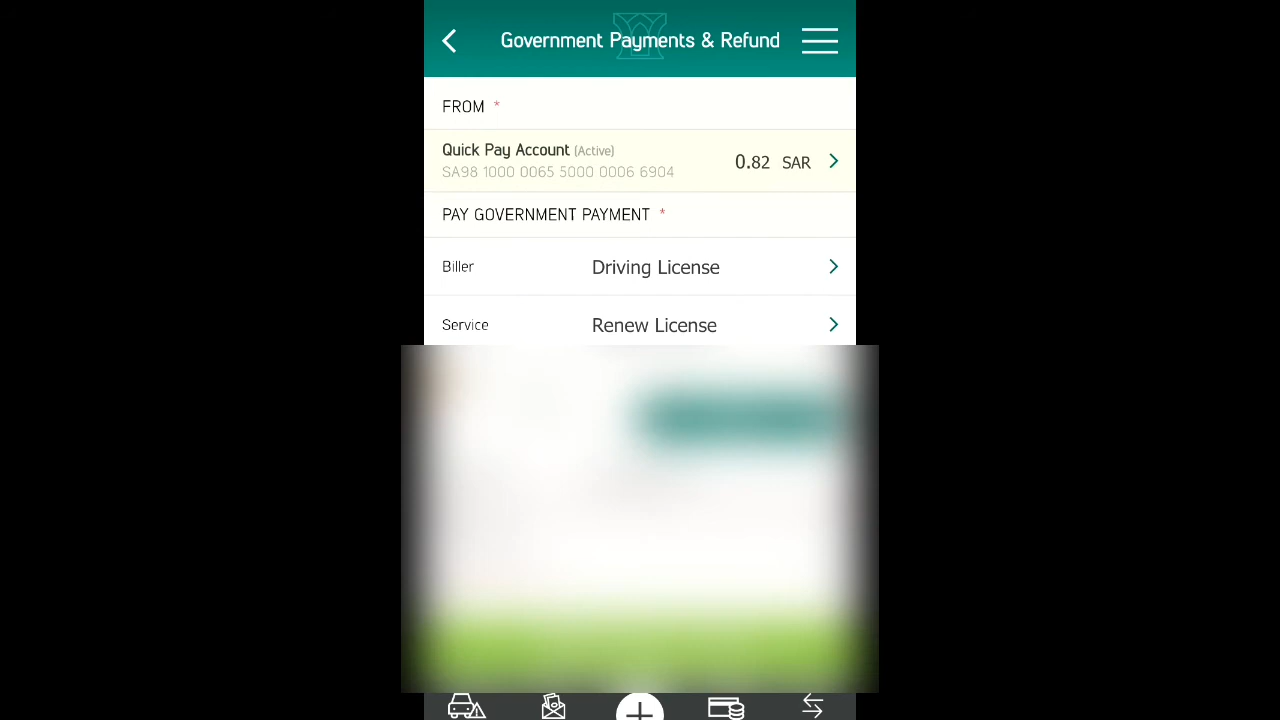 Government Payments & Refund
FROM *
Quick Pay Account (Active)
SA98 1000 0065 5000 0006 6904
0.82 SAR
PAY GOVERNMENT PAYMENT *
Biller Driving License
Service Renew License